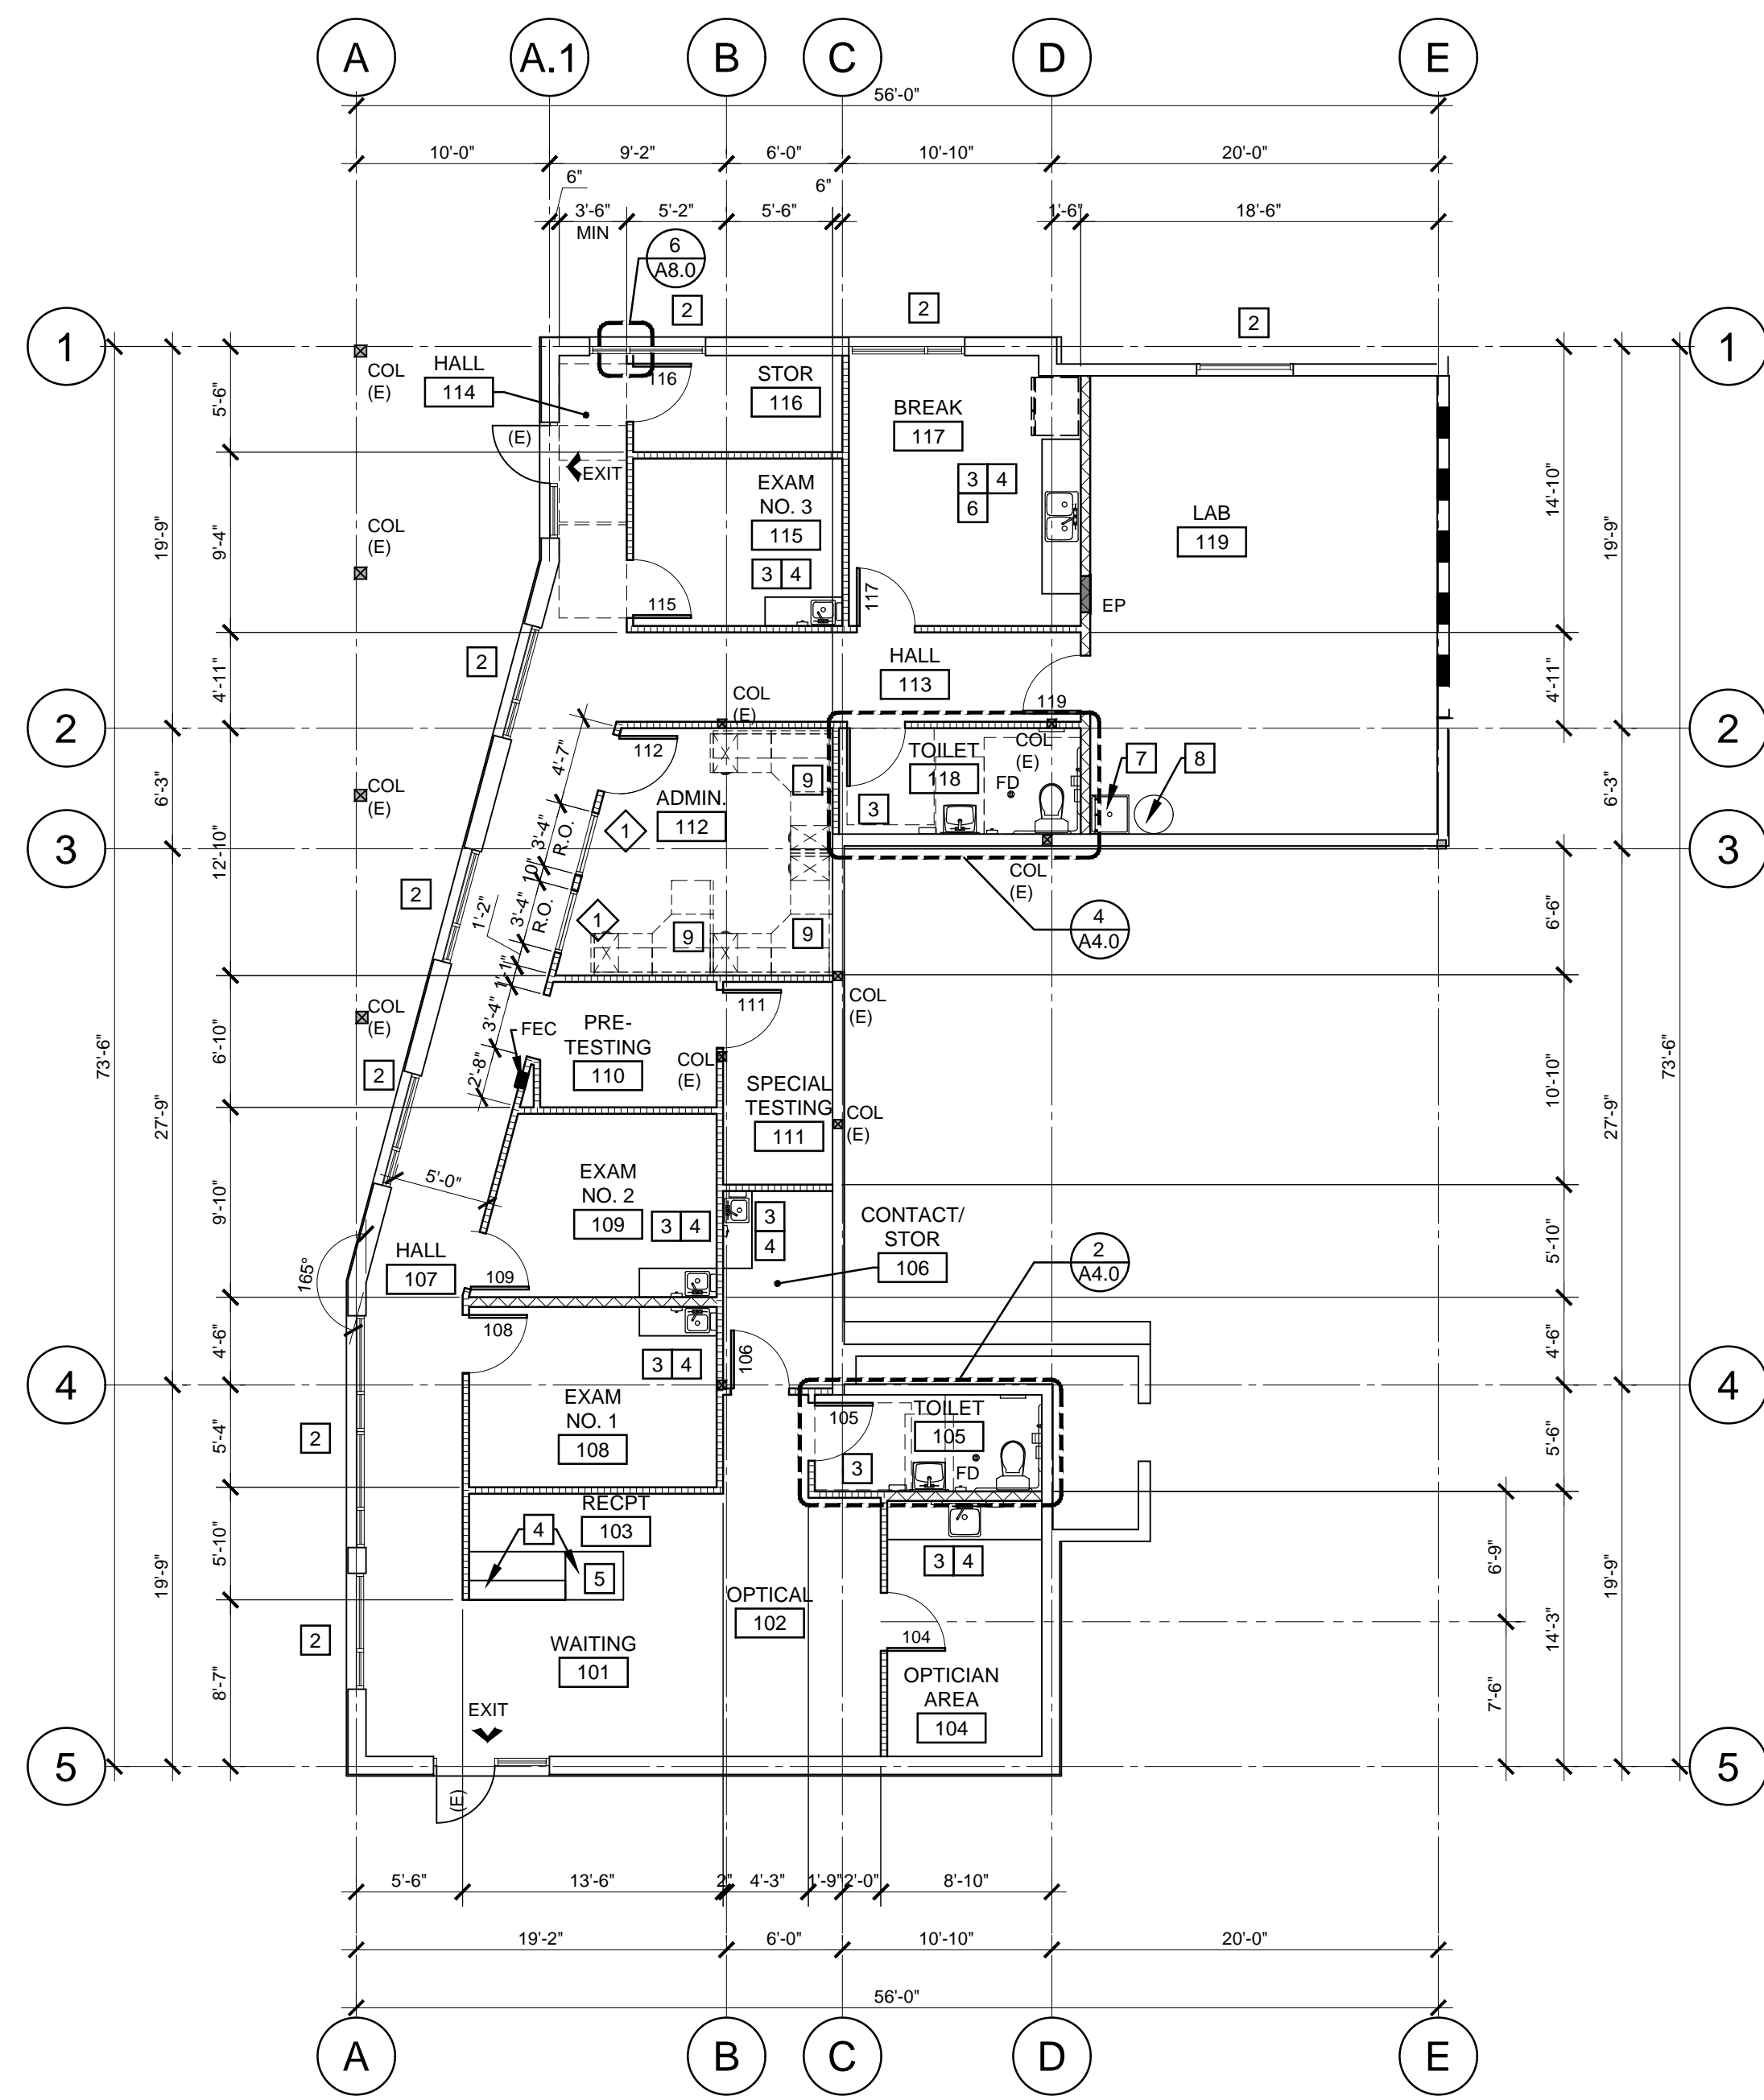 A A.1 B C D E
56'-0"
10'-0" 9'-2" 6'-0" 10'-10" 20'-0"
6" 6"
3'-6" 5'-2" 5'-6" 1'-6" 18'-6"
MIN
6
A8.0
2 2 2
1 1
COL
(E)
HALL
114
116
STOR
116
BREAK
117
5'-6"
(E)
EXIT
EXAM
NO. 3
115
3 4
3 4
6
LAB
119
14'-10"
COL
(E)
19'-9"
9'-4"
19'-9"
115
117
EP
2
4'-11"
HALL
113
119
4'-11"
COL
(E)
2 2
112
4'-7"
TOILET
118
COL
(E)
FD
3
7 8
9
ADMIN.
112
1
COL
(E)
6'-3"
6'-3"
3'-4"
R.O.
10"
3 3
12'-10"
COL
(E)
4
A4.0
2
1'-2"
3'-4"
R.O.
1
9 9
6'-6"
1'-1"
COL
(E)
111
COL
(E)
3'-4"
FEC
PRE-
TESTING
110
COL
(E)
6'-10"
2
2'-8"
73'-6"
27'-9"
SPECIAL
TESTING
111
COL
(E)
10'-10"
27'-9"
73'-6"
5'-0"
EXAM
NO. 2
109
3 4
3
4
9'-10"
CONTACT/
STOR
106
2
A4.0
5'-10"
165°
HALL
107
109
108
106
3 4
4'-6"
4'-6"
4 4
EXAM
NO. 1
108
105
TOILET
105
3
FD
2
5'-4"
5'-6"
RECPT
103
4
5
3 4
5'-10"
19'-9"
6'-9"
19'-9"
OPTICAL
102
104
2
WAITING
101
OPTICIAN
AREA
104
14'-3"
8'-7"
7'-6"
EXIT
5 5
(E)
5'-6" 13'-6" 2" 4'-3" 1'-9" 2'-0" 8'-10"
19'-2" 6'-0" 10'-10" 20'-0"
56'-0"
A B C D E